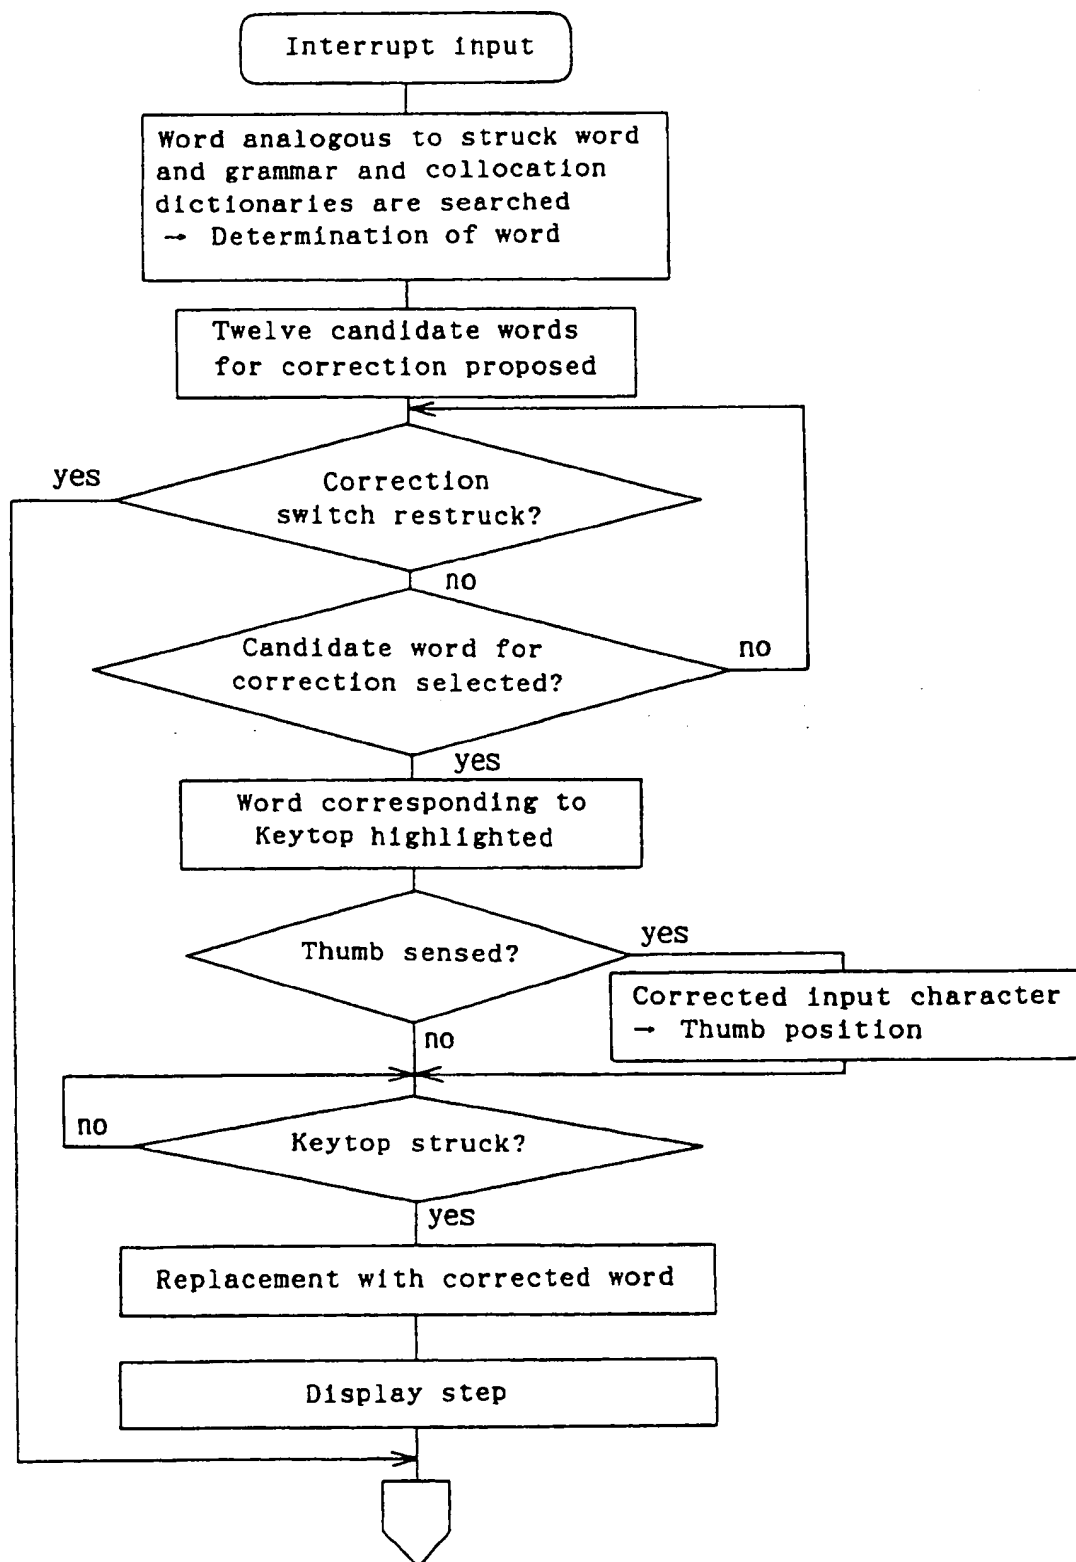 Interrupt input
Word analogous to struck word
and grammar and collocation
dictionaries are searched
→ Determination of word
Twelve candidate words
for correction proposed
yes
Correction
switch restruck?
no
Candidate word for
correction selected?
no
yes
Word corresponding to
Keytop highlighted
Thumb sensed?
yes
Corrected input character
→ Thumb position
no
no
Keytop struck?
yes
Replacement with corrected word
Display step